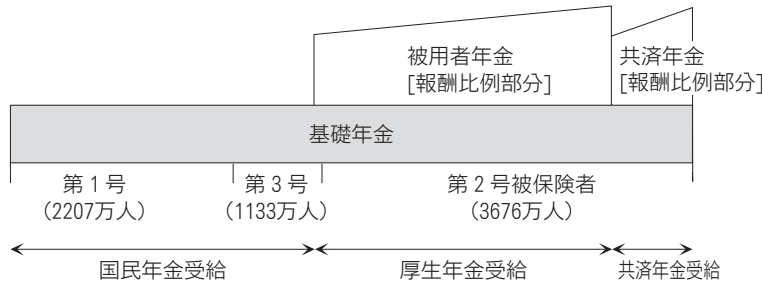 被用者年金
[報酬比例部分]
共済年金
[報酬比例部分]
基礎年金
第1号
(2207万人)
第3号
(1133万人)
第2号被保険者
(3676万人)
国民年金受給
厚生年金受給
共済年金受給